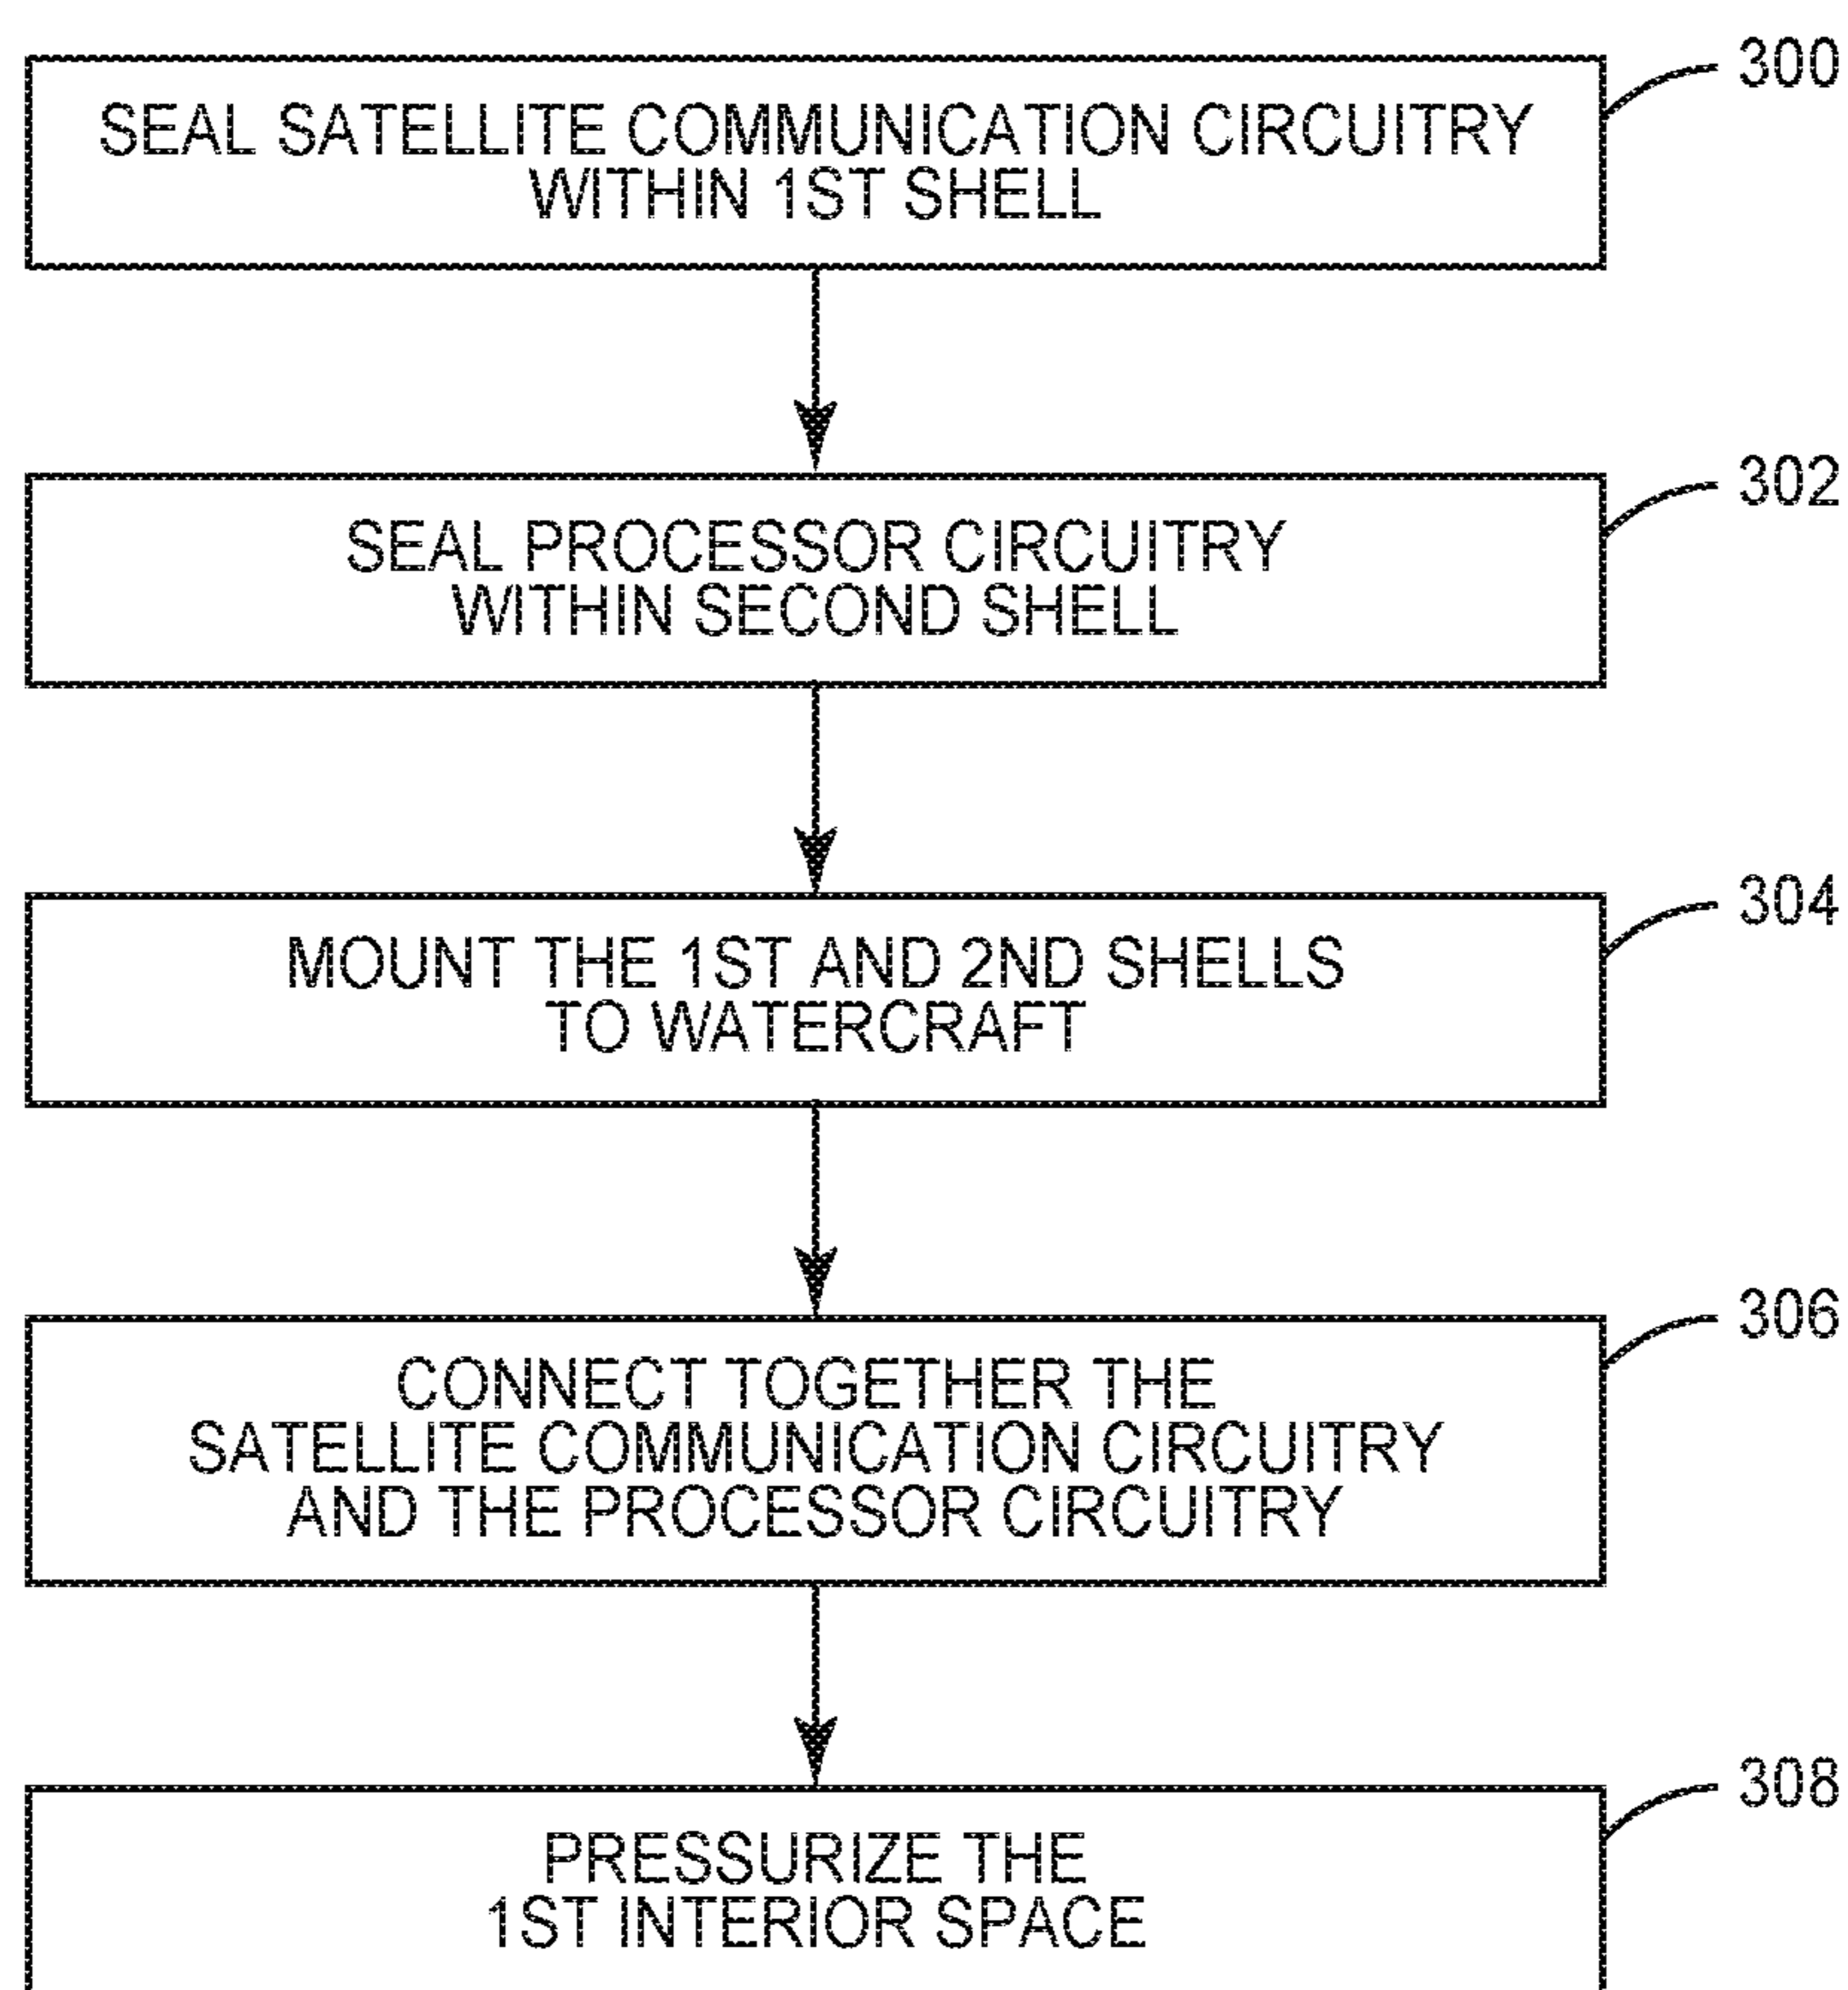 300
SEAL SATELLITE COMMUNICATION CIRCUITRY
WITHIN 1ST SHELL
302
SEAL PROCESSOR CIRCUITRY
WITHIN SECOND SHELL
304
MOUNT THE 1ST AND 2ND SHELLS
TO WATERCRAFT
306
CONNECT TOGETHER THE
SATELLITE COMMUNICATION CIRCUITRY
AND THE PROCESSOR CIRCUITRY
308
PRESSURIZE THE
1ST INTERIOR SPACE